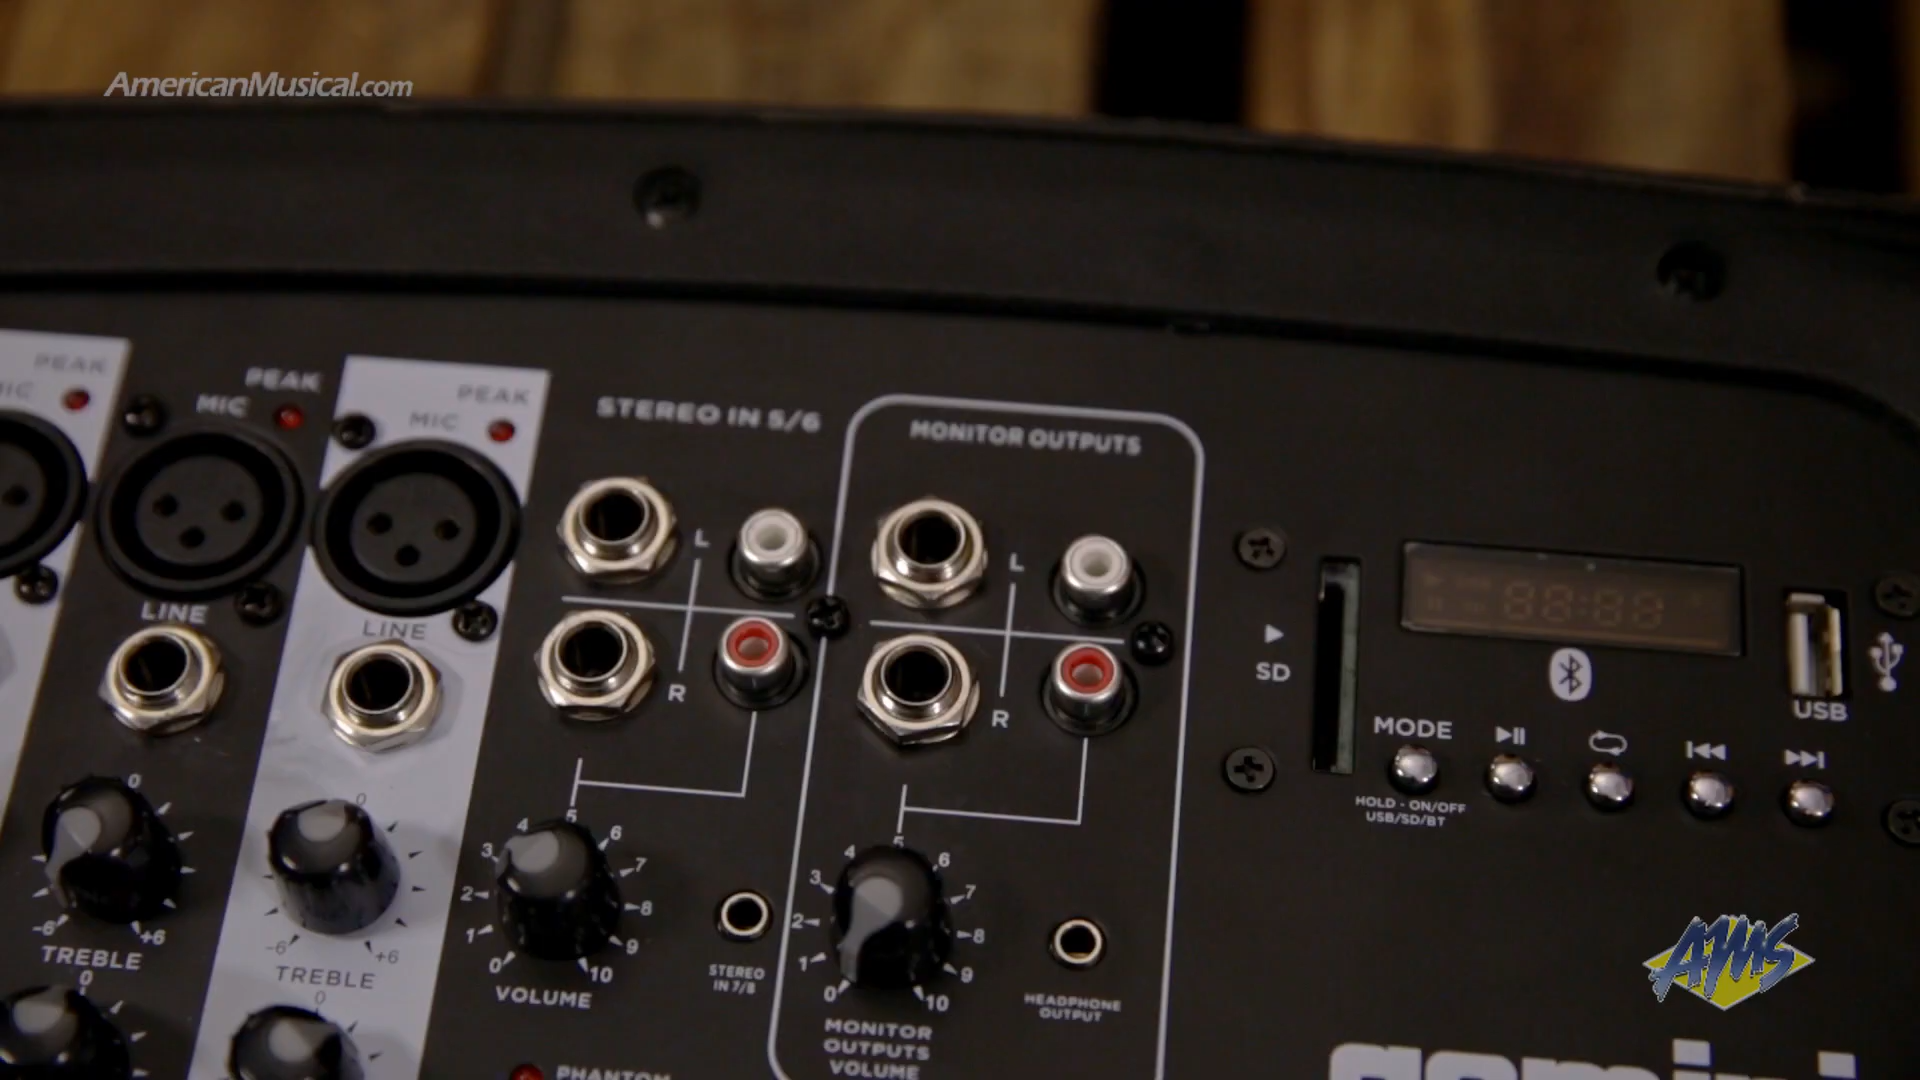 AmericanMusical.com
PEAK
MIC
PEAK
MIC
PEAK
MIC
STEREO IN 5/6
MONITOR OUTPUTS
L
R
L
R
LINE
LINE
SD
88:88
USB
MODE
HOLD - ON/OFF
USB/SD/BT
0
-6 +6
TREBLE
0
0
-6 +6
TREBLE
0
0 1 2 3 4 5 6 7 8 9 10
VOLUME
STEREO
IN 7/8
0 1 2 3 4 5 6 7 8 9 10
MONITOR
OUTPUTS
VOLUME
HEADPHONE
OUTPUT
PHANTOM
AMS
gemini